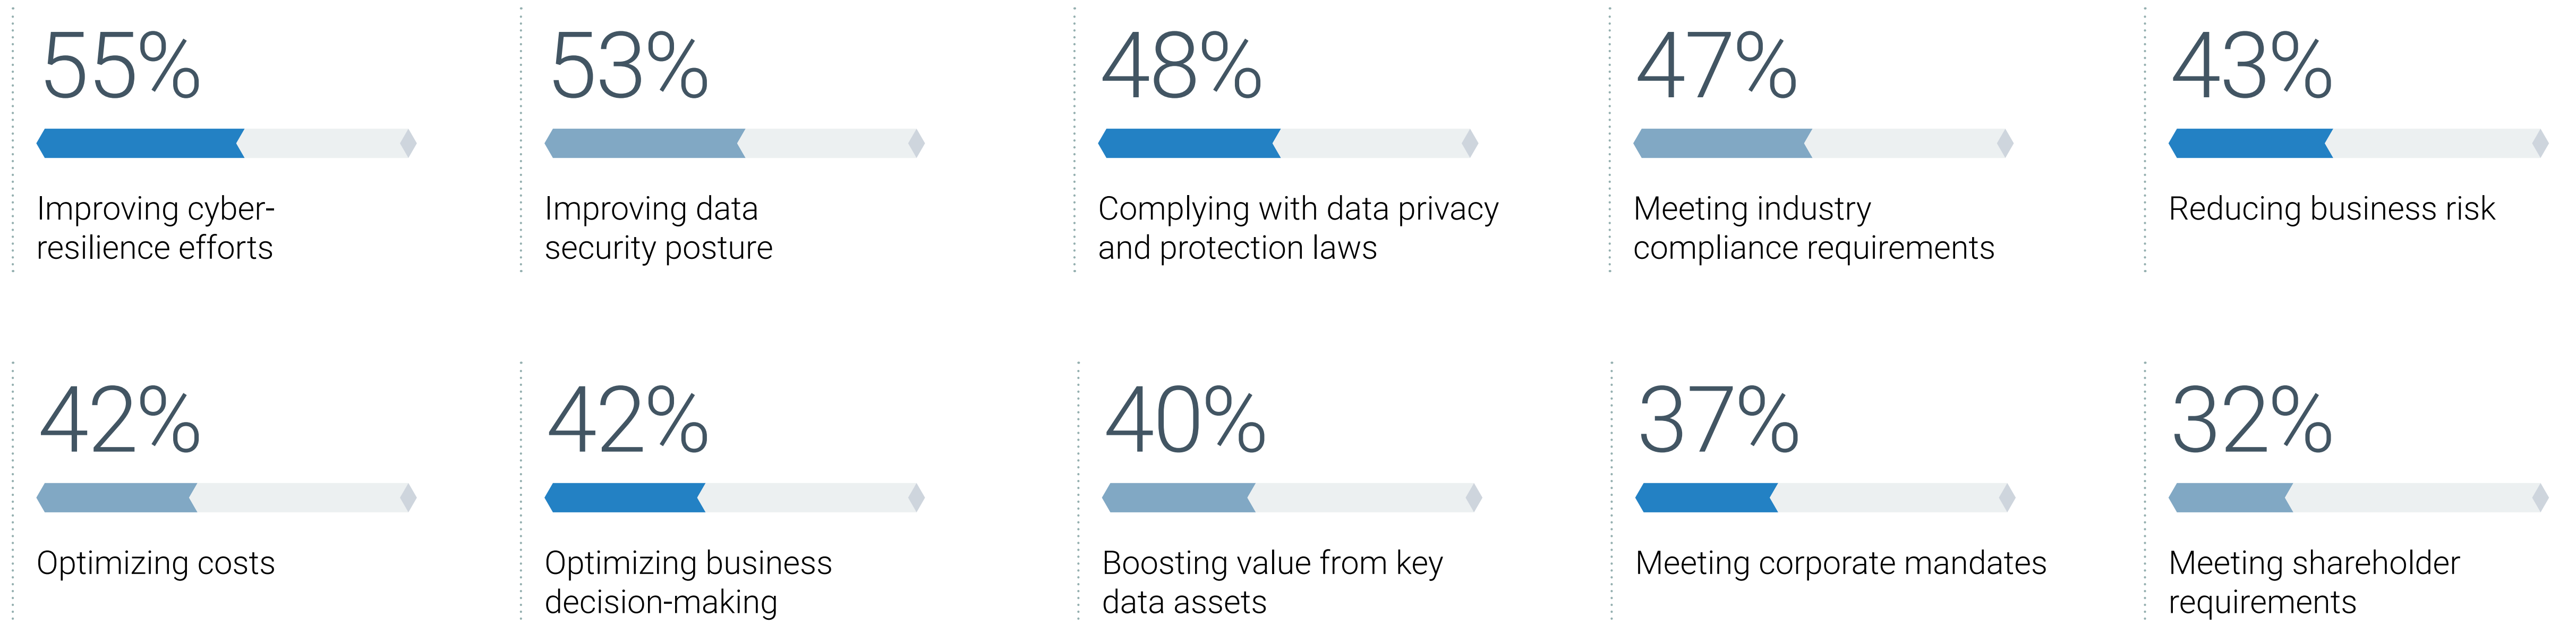 55%
Improving cyber-
resilience efforts
53%
Improving data
security posture
48%
Complying with data privacy
and protection laws
47%
Meeting industry
compliance requirements
43%
Reducing business risk
42%
Optimizing costs
42%
Optimizing business
decision-making
40%
Boosting value from key
data assets
37%
Meeting corporate mandates
32%
Meeting shareholder
requirements